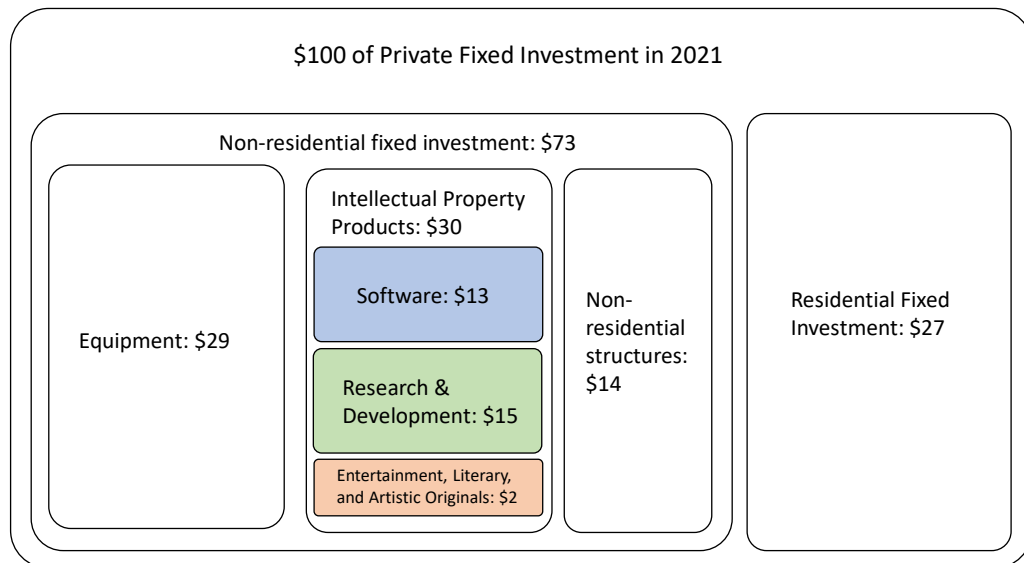 $100 of Private Fixed Investment in 2021
Non-residential fixed investment: $73
Equipment: $29
Intellectual Property
Products: $30
Software: $13
Research &
Development: $15
Entertainment, Literary,
and Artistic Originals: $2
Non-
residential
structures:
$14
Residential Fixed
Investment: $27